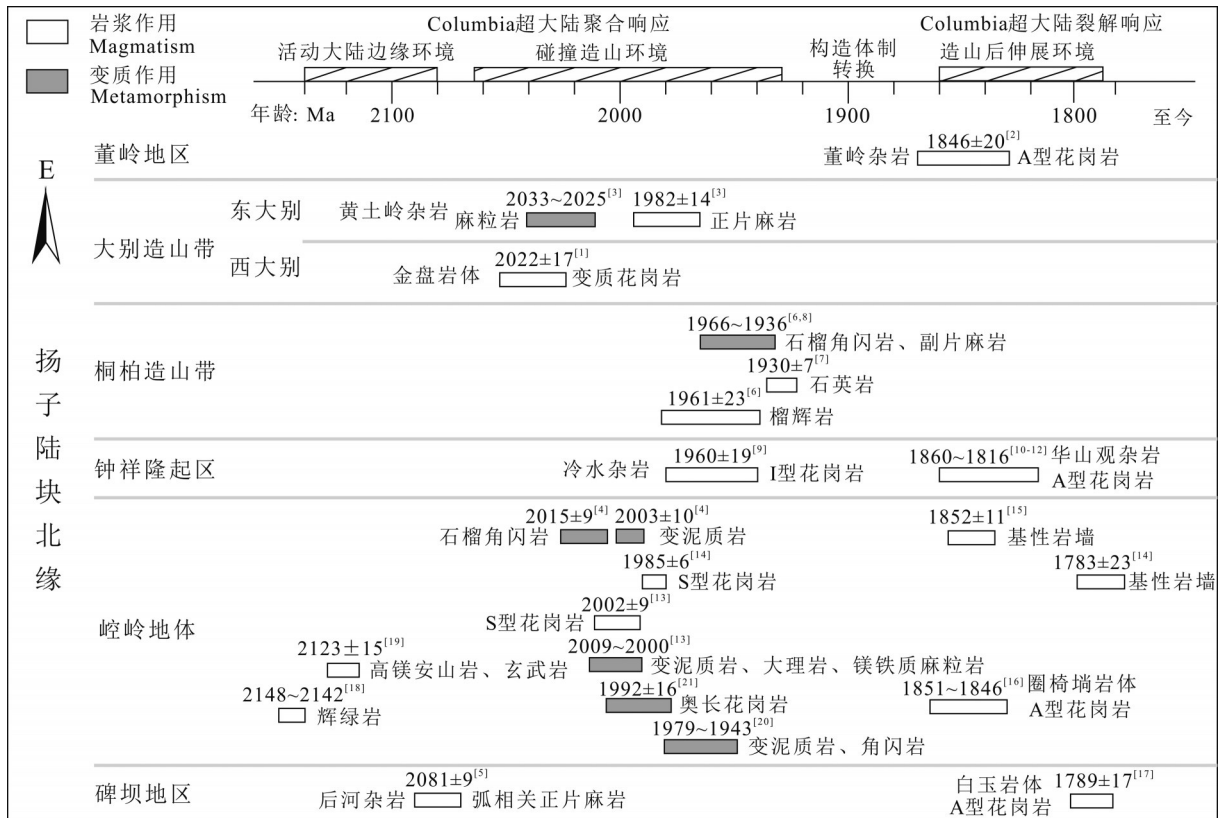 岩浆作用
Magmatism
变质作用
Metamorphism
Columbia超大陆聚合响应
Columbia超大陆裂解响应
活动大陆边缘环境
碰撞造山环境
构造体制
转换
造山后伸展环境
年龄: Ma
2100
2000
1900
1800
至今
E
扬子陆块北缘
董岭地区
董岭杂岩
1846±20[2]
A型花岗岩
大别造山带
东大别
黄土岭杂岩
2033~2025[3]
麻粒岩
1982±14[3]
正片麻岩
西大别
金盘岩体
2022±17[1]
变质花岗岩
桐柏造山带
1966~1936[6,8]
石榴角闪岩、副片麻岩
1930±7[7]
石英岩
1961±23[6]
榴辉岩
钟祥隆起区
冷水杂岩
1960±19[9]
I型花岗岩
1860~1816[10-12]
华山观杂岩
A型花岗岩
崆岭地体
石榴角闪岩
2015±9[4]
2003±10[4]
变泥质岩
1852±11[15]
基性岩墙
1985±6[14]
S型花岗岩
1783±23[14]
基性岩墙
S型花岗岩
2002±9[13]
2123±15[19]
高镁安山岩、玄武岩
2009~2000[13]
变泥质岩、大理岩、镁铁质麻粒岩
2148~2142[18]
辉绿岩
1992±16[21]
奥长花岗岩
1851~1846[16]
圈椅埫岩体
A型花岗岩
1979~1943[20]
变泥质岩、角闪岩
碑坝地区
后河杂岩
2081±9[5]
弧相关正片麻岩
白玉岩体
A型花岗岩
1789±17[17]